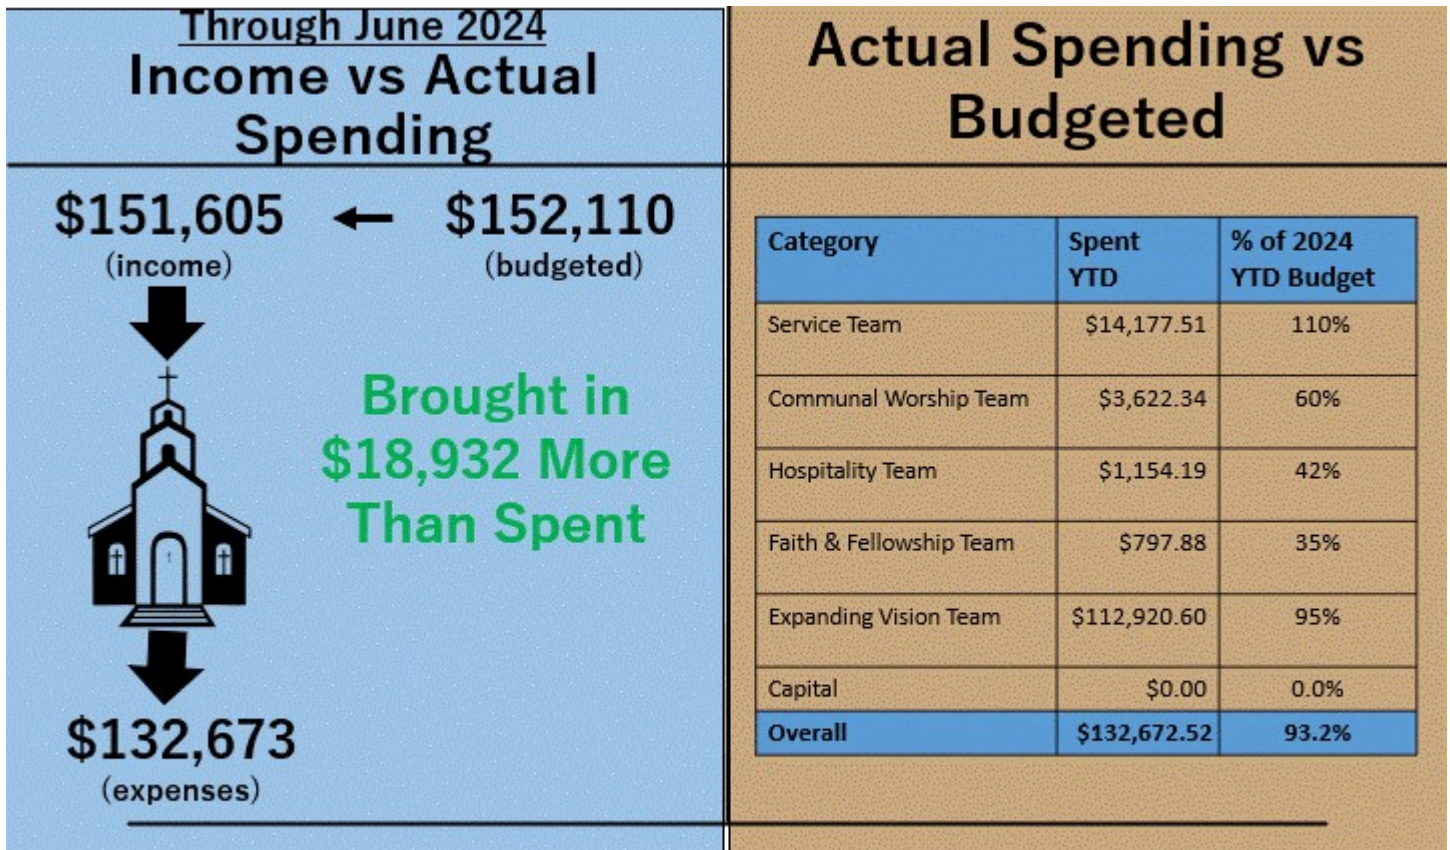 Through June 2024
Income vs Actual
Spending
$151,605
(income)
$152,110
(budgeted)
Brought in
$18,932 More
Than Spent
$132,673
(expenses)
Actual Spending vs
Budgeted
Category Spent YTD % of 2024 YTD Budget
Service Team $14,177.51 110%
Communal Worship Team $3,622.34 60%
Hospitality Team $1,154.19 42%
Faith & Fellowship Team $797.88 35%
Expanding Vision Team $112,920.60 95%
Capital $0.00 0.0%
Overall $132,672.52 93.2%